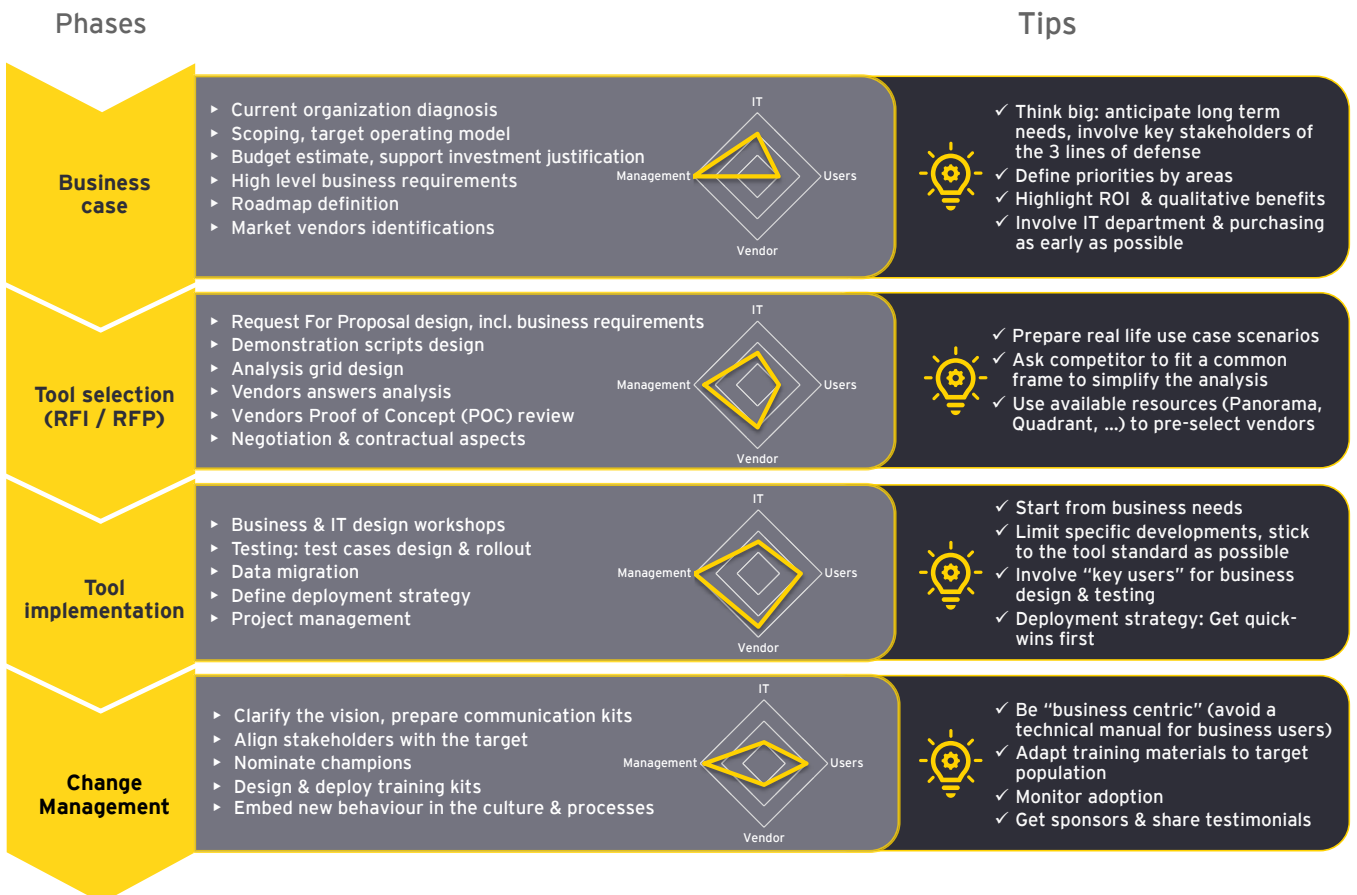 Phases
Tips
Business
case
▸ Current organization diagnosis
▸ Scoping, target operating model
▸ Budget estimate, support investment justification
▸ High level business requirements
▸ Roadmap definition
▸ Market vendors identifications
IT
Management
Users
Vendor
✓ Think big: anticipate long term
needs, involve key stakeholders of
the 3 lines of defense
✓ Define priorities by areas
✓ Highlight ROI & qualitative benefits
✓ Involve IT department & purchasing
as early as possible
Tool selection
(RFI / RFP)
▸ Request For Proposal design, incl. business requirements
▸ Demonstration scripts design
▸ Analysis grid design
▸ Vendors answers analysis
▸ Vendors Proof of Concept (POC) review
▸ Negotiation & contractual aspects
IT
Management
Users
Vendor
✓ Prepare real life use case scenarios
✓ Ask competitor to fit a common
frame to simplify the analysis
✓ Use available resources (Panorama,
Quadrant, ...) to pre-select vendors
Tool
implementation
▸ Business & IT design workshops
▸ Testing: test cases design & rollout
▸ Data migration
▸ Define deployment strategy
▸ Project management
IT
Management
Users
Vendor
✓ Start from business needs
✓ Limit specific developments, stick
to the tool standard as possible
✓ Involve “key users” for business
design & testing
✓ Deployment strategy: Get quick-
wins first
Change
Management
▸ Clarify the vision, prepare communication kits
▸ Align stakeholders with the target
▸ Nominate champions
▸ Design & deploy training kits
▸ Embed new behaviour in the culture & processes
IT
Management
Users
Vendor
✓ Be “business centric” (avoid a
technical manual for business users)
✓ Adapt training materials to target
population
✓ Monitor adoption
✓ Get sponsors & share testimonials